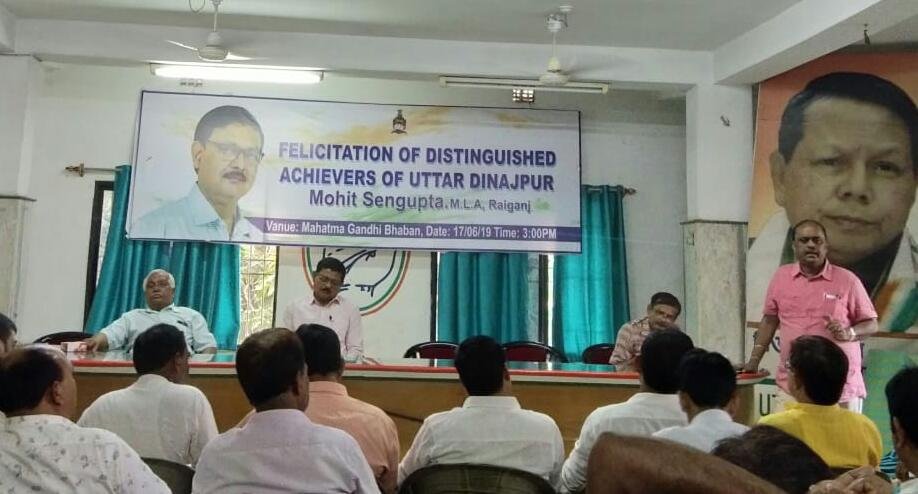 FELICITATION OF DISTINGUISHED
ACHIEVERS OF UTTAR DINAJPUR
Mohit Sengupta. M.L.A, Raiganj
Vanue: Mahatma Gandhi Bhaban, Date: 17/06/19 Time: 3:00PM